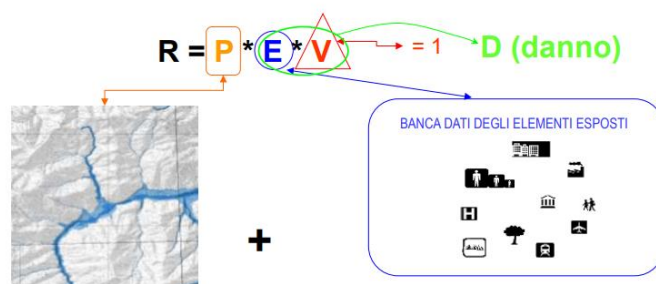 R = P * E * V = 1 D (danno)
BANCA DATI DEGLI ELEMENTI ESPOSTI
+
H